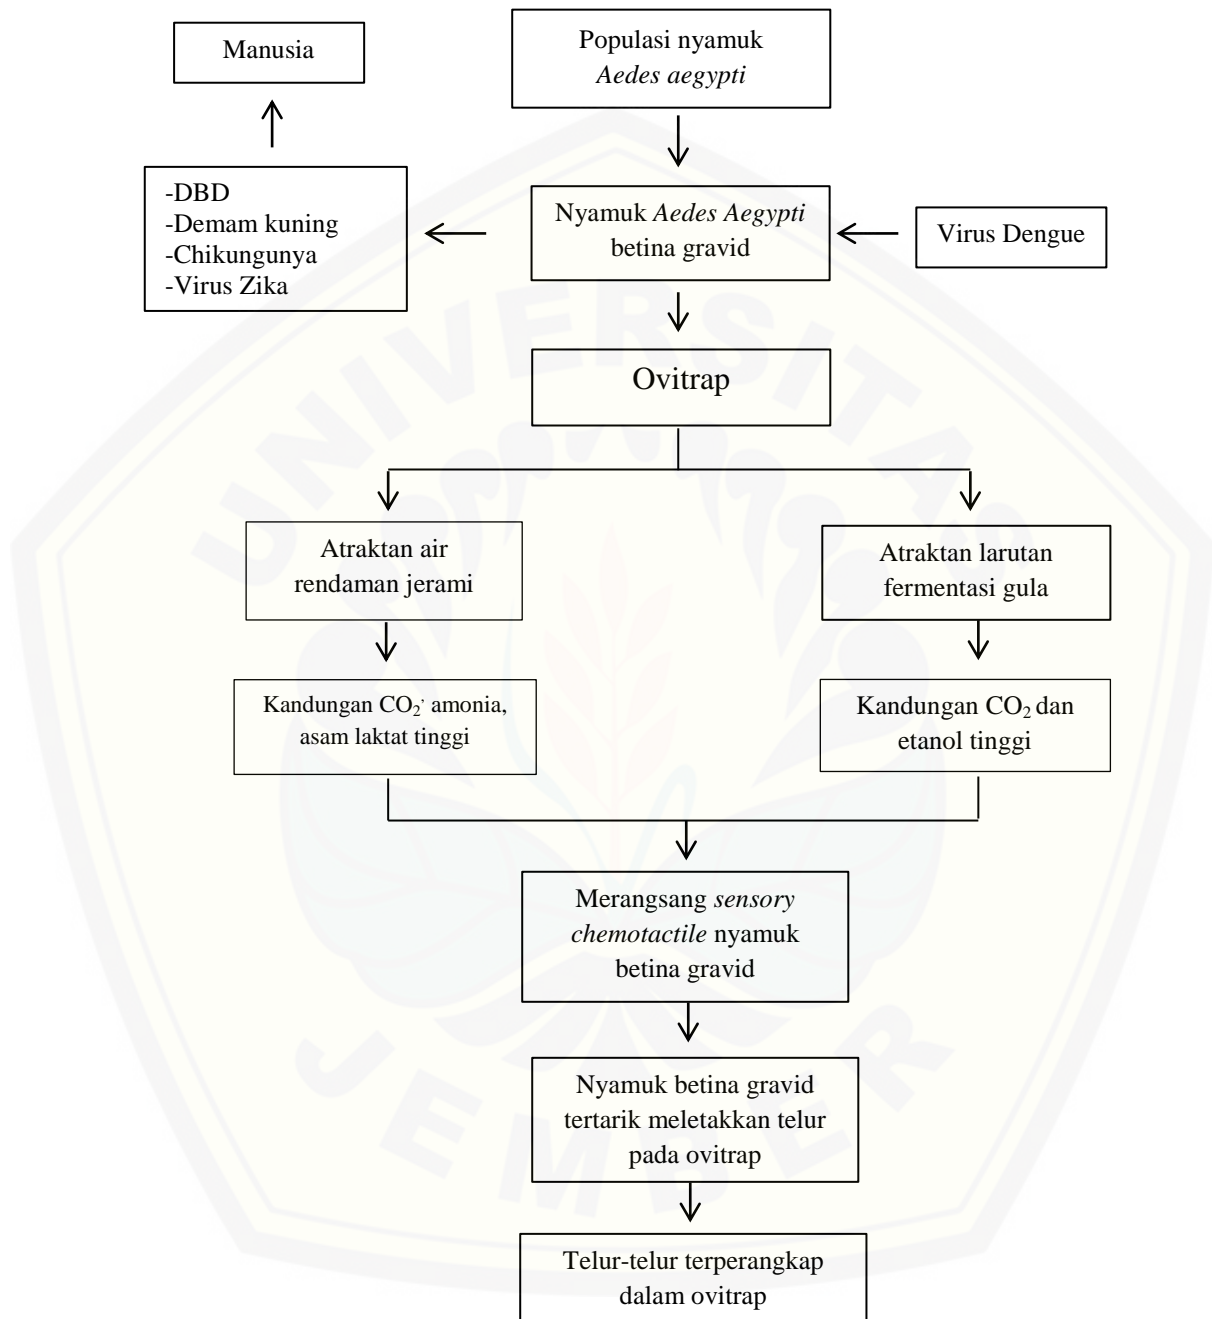 Manusia
Populasi nyamuk
Aedes aegypti
-DBD
-Demam kuning
-Chikungunya
-Virus Zika
Nyamuk Aedes Aegypti
betina gravid
Virus Dengue
Ovitrap
Atraktan air
rendaman jerami
Atraktan larutan
fermentasi gula
Kandungan CO₂, amonia,
asam laktat tinggi
Kandungan CO₂ dan
etanol tinggi
Merangsang sensory
chemotactile nyamuk
betina gravid
Nyamuk betina gravid
tertarik meletakkan telur
pada ovitrap
Telur-telur terperangkap
dalam ovitrap
UNIVERSITAS
JEMBER